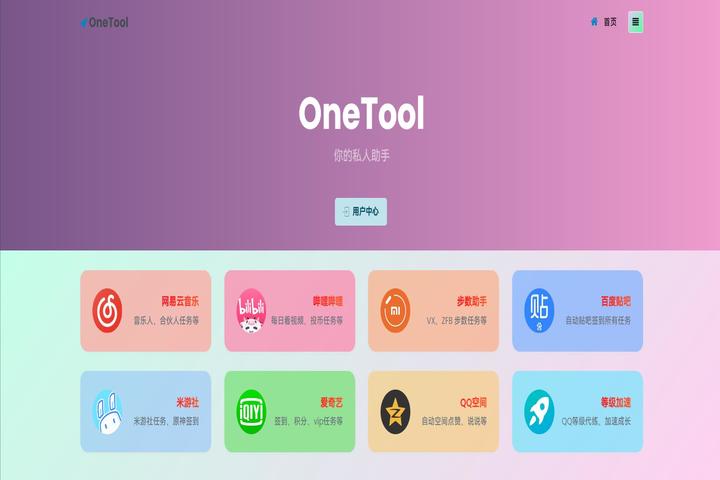 OneTool
首页
OneTool
你的私人助手
用户中心
网易云音乐
音乐人、合伙人任务等
bilibili
哔哩哔哩
每日看视频、投币任务等
mi
步数助手
VX、ZFB 步数任务等
贴
百度贴吧
自动贴吧签到所有任务
米游社
米游社任务、原神签到
iQIYI
爱奇艺
签到、积分、vip任务等
QQ空间
自动空间点赞、说说等
等级加速
QQ等级代练、加速成长